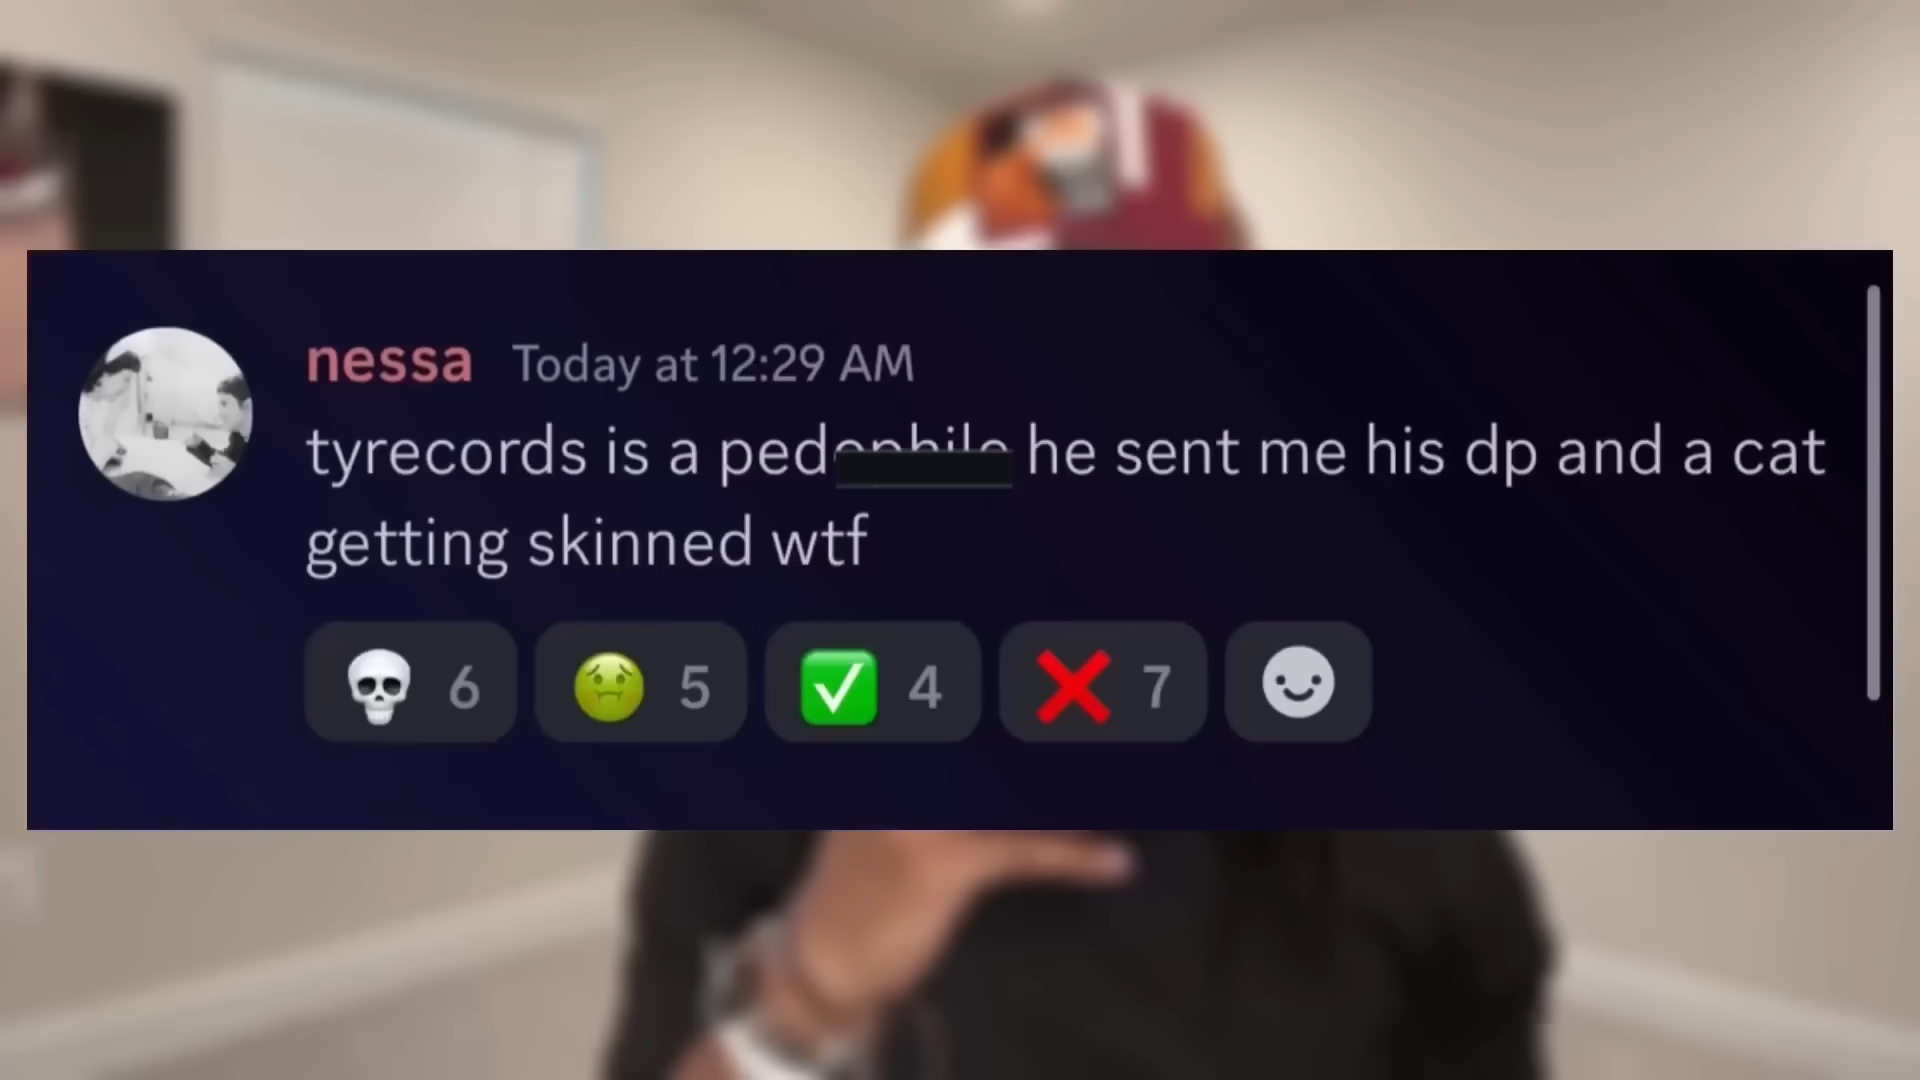 nessa Today at 12:29 AM
tyrecords is a pedophile he sent me his dp and a cat
getting skinned wtf
6 5 4 7